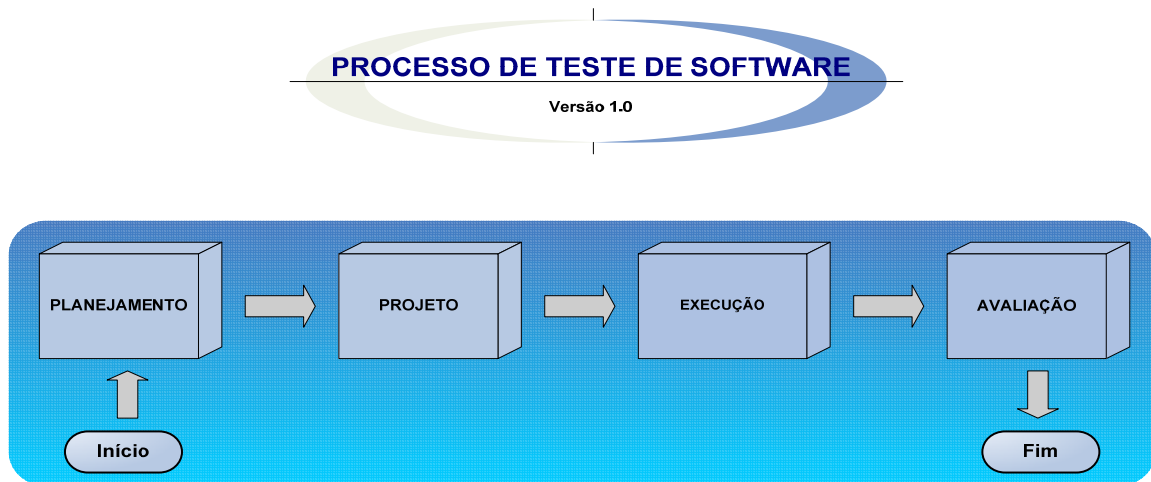 PROCESSO DE TESTE DE SOFTWARE
Versão 1.0
PLANEJAMENTO
PROJETO
EXECUÇÃO
AVALIAÇÃO
Início
Fim